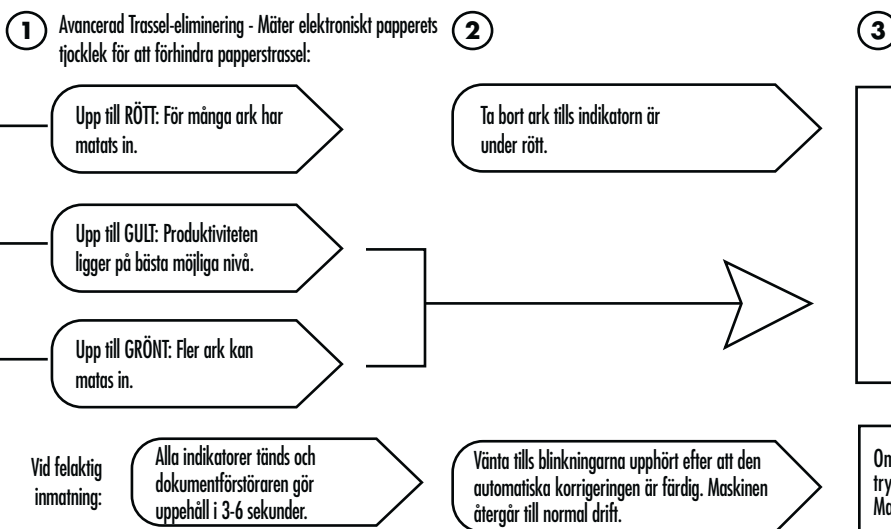 1
Avancerad Trassel-eliminering - Mäter elektroniskt papperets
tjocklek för att förhindra papperstrassel:
2
3
Upp till RÖTT: För många ark har
matats in.
Ta bort ark tills indikatorn är
under rött.
Upp till GULT: Produktiviteten
ligger på bästa möjliga nivå.
Upp till GRÖNT: Fler ark kan
matas in.
Vid felaktig
inmatning:
Alla indikatorer tänds och
dokumentförstöraren gör
uppehåll i 3-6 sekunder.
Vänta tills blinkningarna upphört efter att den
automatiska korrigeringen är färdig. Maskinen
återgår till normal drift.